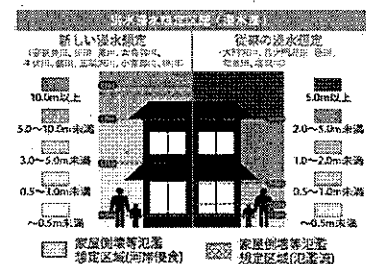 洪水浸水想定区域(浸水深)
新しい浸水想定
従来の浸水想定
10.0m以上
5.0m以上
5.0～10.0m未満
2.0～5.0m未満
3.0～5.0m未満
1.0～2.0m未満
0.5～3.0m未満
0.5～1.0m未満
～0.5m未満
～0.5m未満
家屋倒壊等氾濫
想定区域(河岸侵食)
家屋倒壊等氾濫
想定区域(氾濫流)